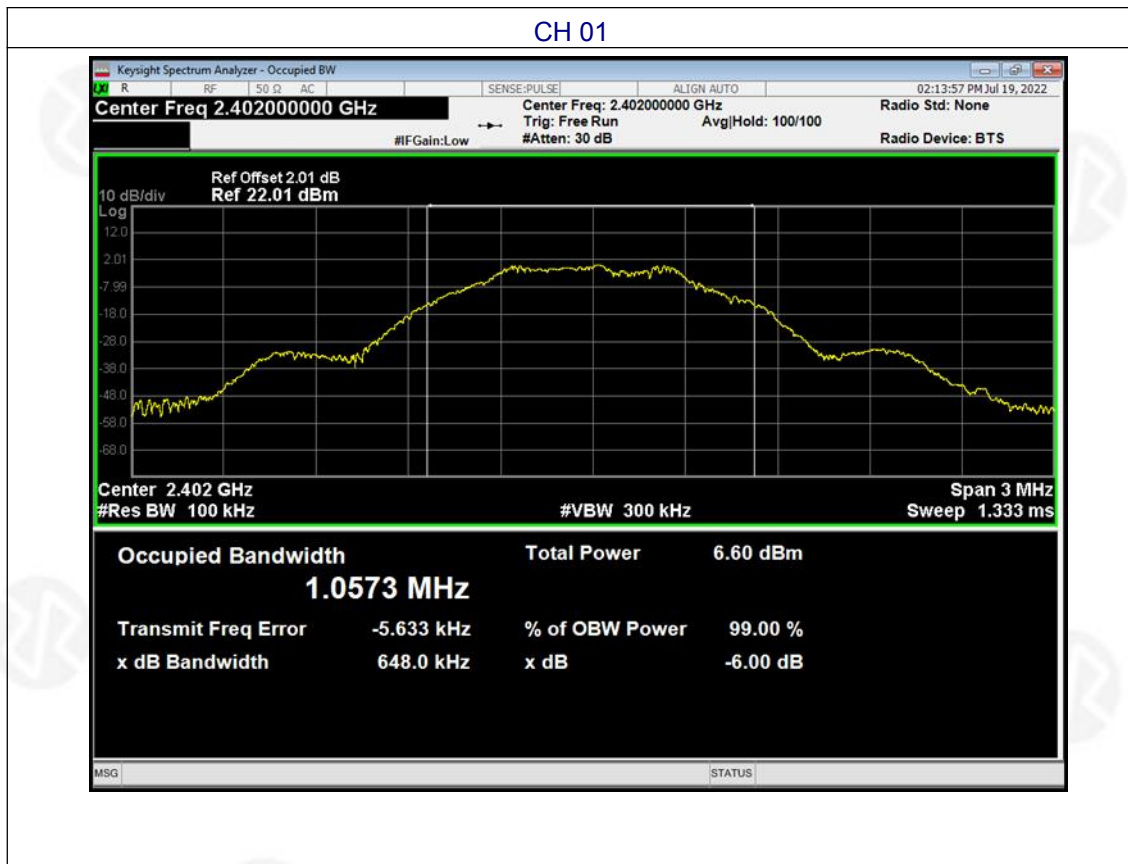 CH 01
Keysight Spectrum Analyzer - Occupied BW
LXI R RF 50 Ω AC SENSE:PULSE ALIGN AUTO 02:13:57 PM Jul 19, 2022
Center Freq 2.402000000 GHz
Center Freq: 2.402000000 GHz
Radio Std: None
Trig: Free Run
Avg|Hold: 100/100
#IFGain:Low
#Atten: 30 dB
Radio Device: BTS
Ref Offset 2.01 dB
10 dB/div Ref 22.01 dBm
Log
12.0
2.01
-7.99
-18.0
-28.0
-38.0
-48.0
-58.0
-68.0
Center 2.402 GHz
Span 3 MHz
#Res BW 100 kHz
#VBW 300 kHz
Sweep 1.333 ms
Occupied Bandwidth
Total Power 6.60 dBm
1.0573 MHz
Transmit Freq Error -5.633 kHz
% of OBW Power 99.00 %
x dB Bandwidth 648.0 kHz
x dB -6.00 dB
MSG
STATUS